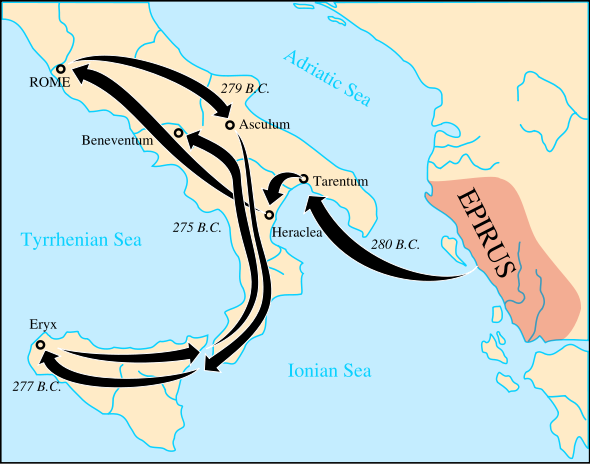 Adriatic Sea
ROME
279 B.C.
Asculum
Beneventum
Tarentum
EPIRUS
275 B.C.
Heraclea
280 B.C.
Tyrrhenian Sea
Eryx
Ionian Sea
277 B.C.